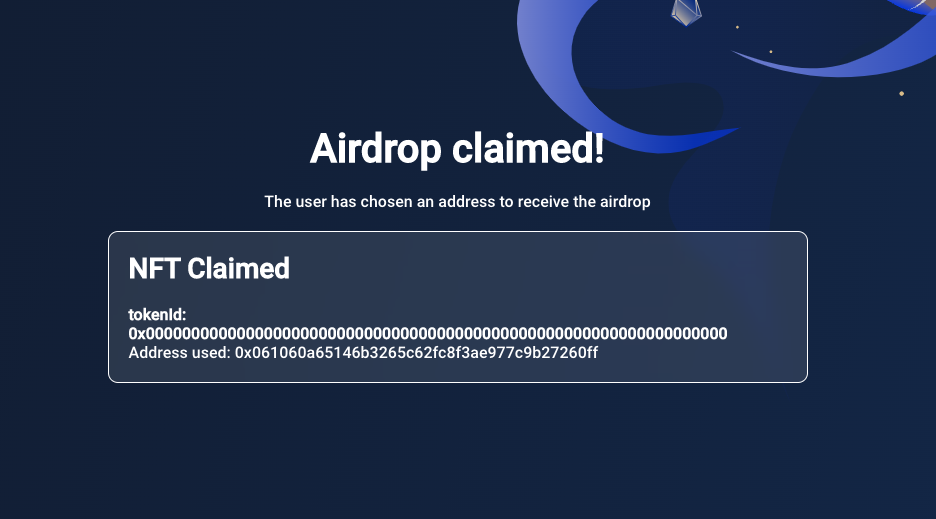 Airdrop claimed!
The user has chosen an address to receive the airdrop
NFT Claimed
tokenId:
0x0000000000000000000000000000000000000000000000000000000000000000
Address used: 0x061060a65146b3265c62fc8f3ae977c9b27260ff